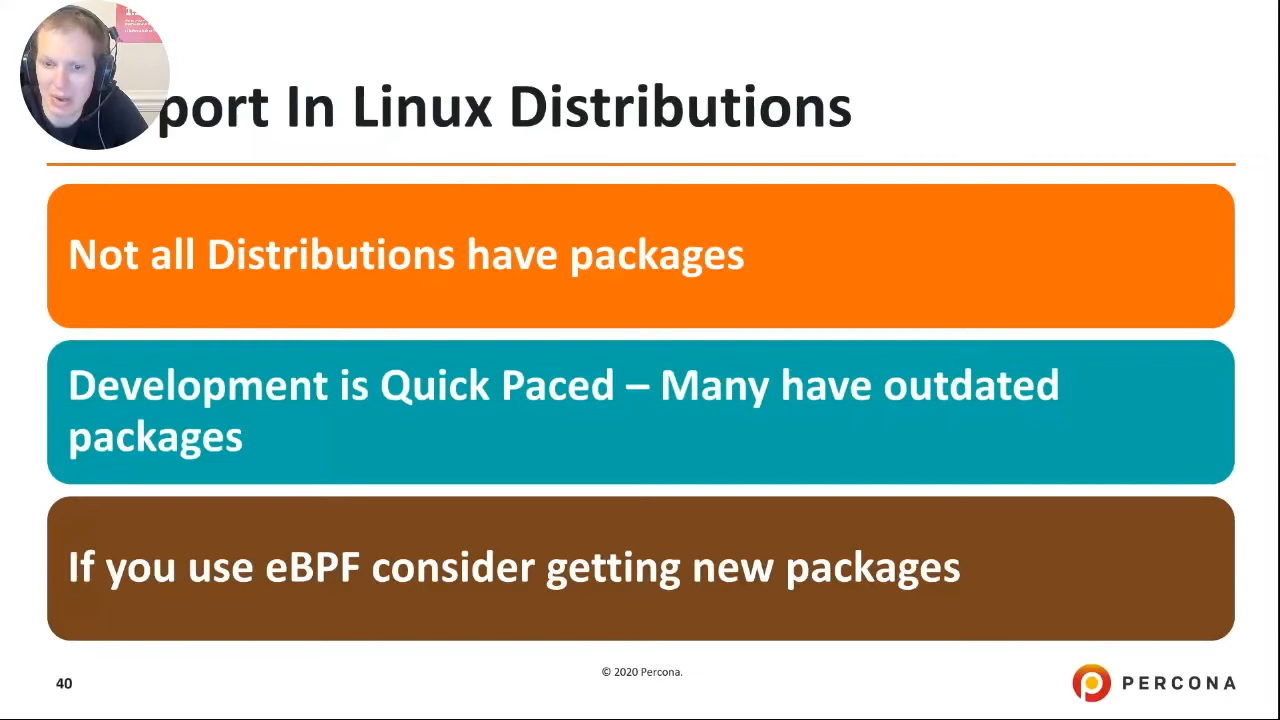 port In Linux Distributions
Not all Distributions have packages
Development is Quick Paced – Many have outdated
packages
If you use eBPF consider getting new packages
40
© 2020 Percona.
PERCONA